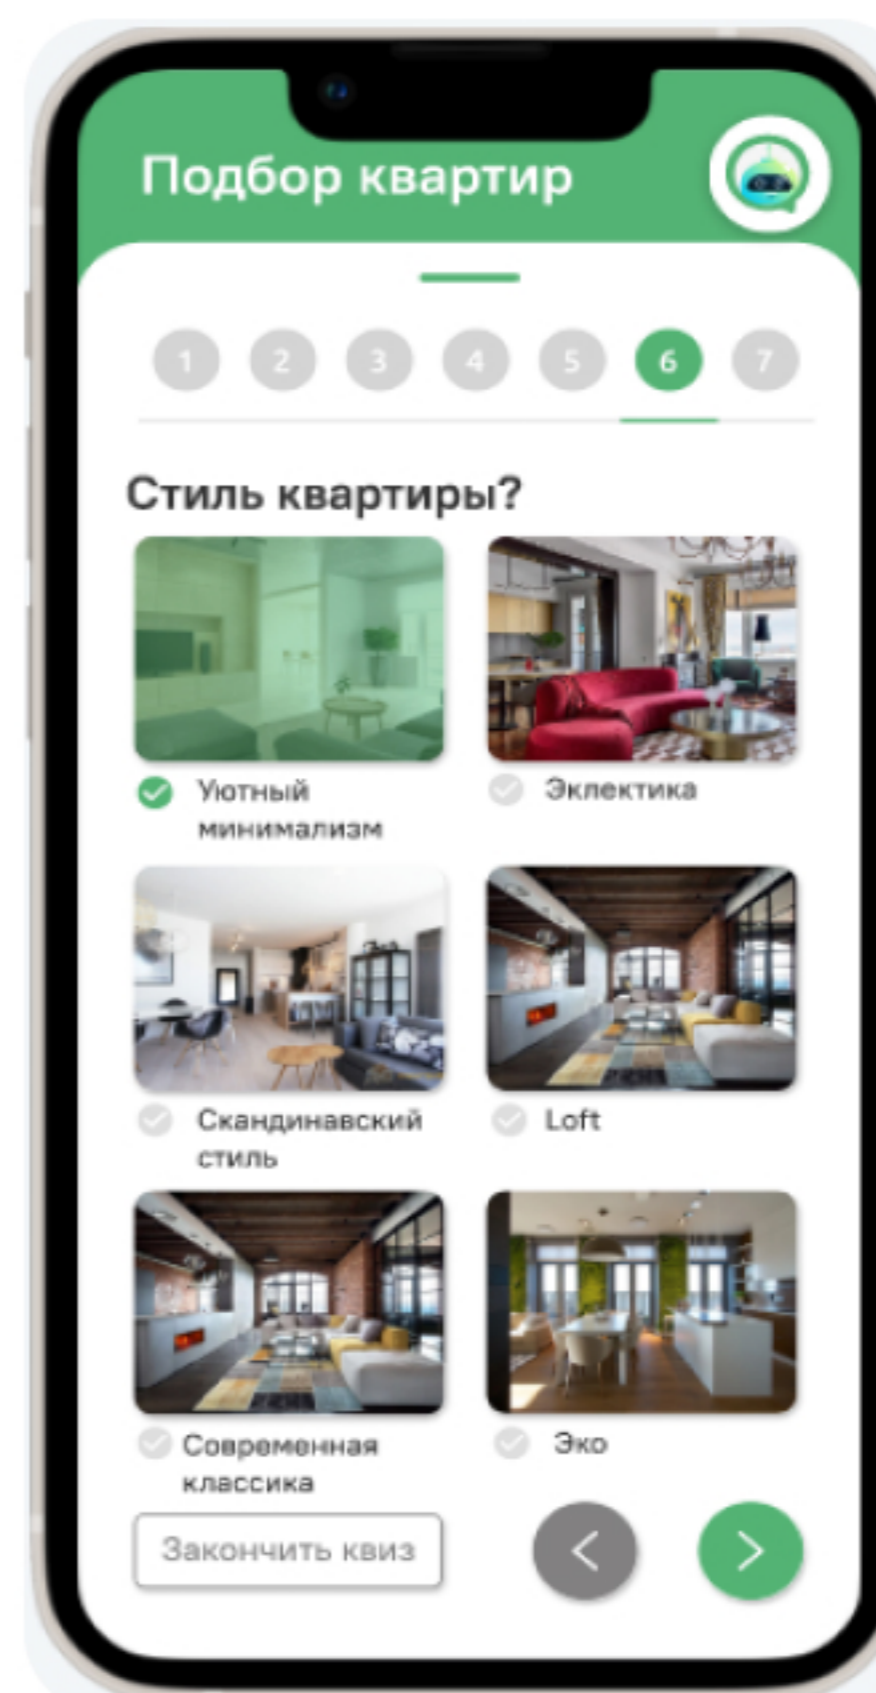 Подбор квартир
1 2 3 4 5 6 7
Стиль квартиры?
Уютный
минимализм
Эклектика
Скандинавский
стиль
Loft
Современная
классика
Эко
Закончить квиз